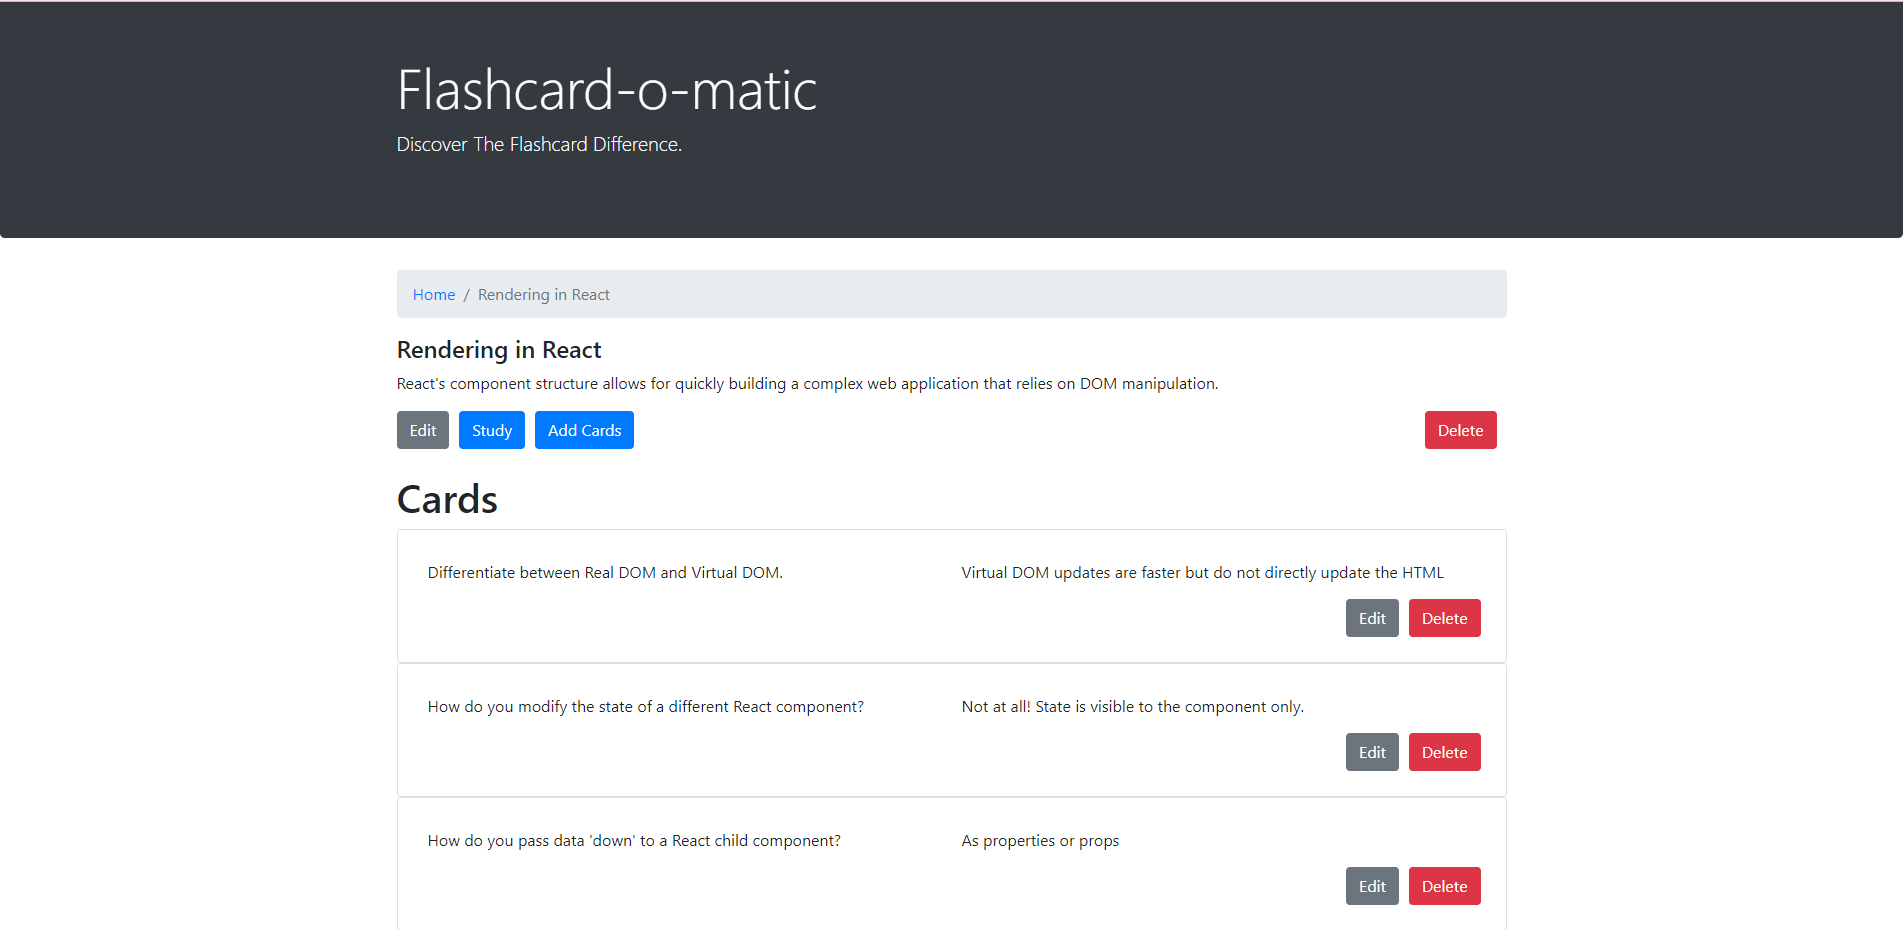 Flashcard-o-matic
Discover The Flashcard Difference.
Home / Rendering in React
Rendering in React
React's component structure allows for quickly building a complex web application that relies on DOM manipulation.
Edit Study Add Cards Delete
Cards
Differentiate between Real DOM and Virtual DOM. Virtual DOM updates are faster but do not directly update the HTML
Edit Delete
How do you modify the state of a different React component? Not at all! State is visible to the component only.
Edit Delete
How do you pass data 'down' to a React child component? As properties or props
Edit Delete